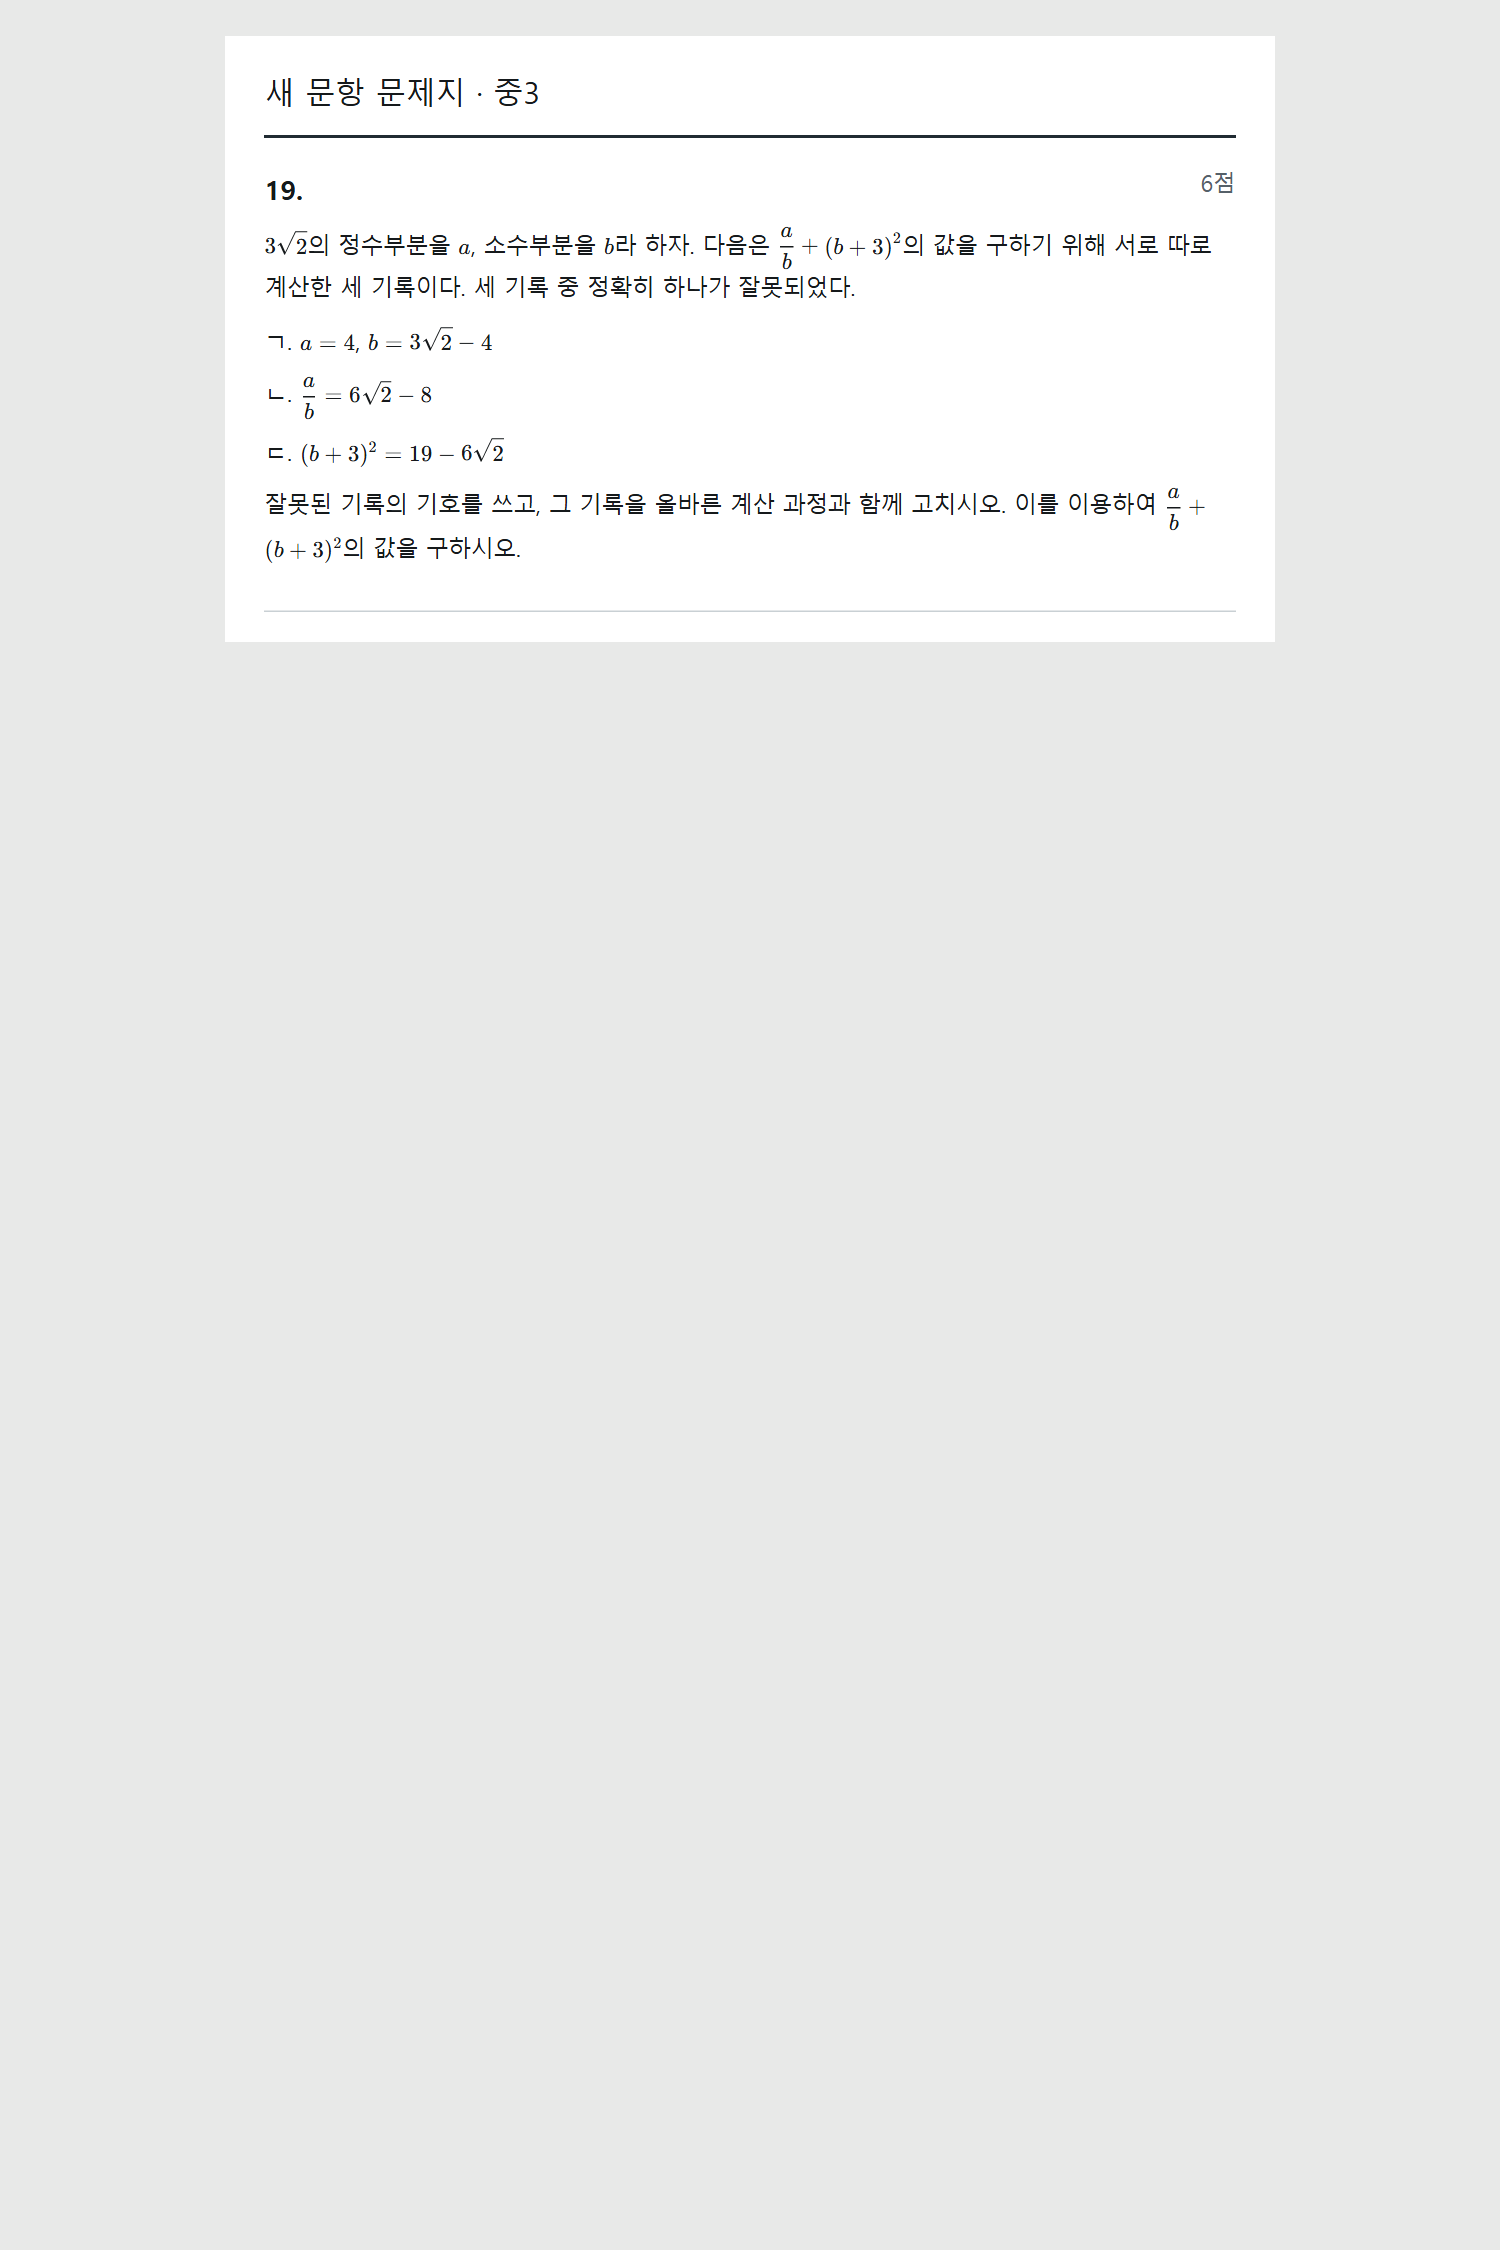 새 문항 문제지 · 중3
19.
6점
3√2의 정수부분을 a, 소수부분을 b라 하자. 다음은 a/b + (b + 3)²의 값을 구하기 위해 서로 따로
계산한 세 기록이다. 세 기록 중 정확히 하나가 잘못되었다.
ㄱ. a = 4, b = 3√2 − 4
ㄴ. a/b = 6√2 − 8
ㄷ. (b + 3)² = 19 − 6√2
잘못된 기록의 기호를 쓰고, 그 기록을 올바른 계산 과정과 함께 고치시오. 이를 이용하여 a/b +
(b + 3)²의 값을 구하시오.